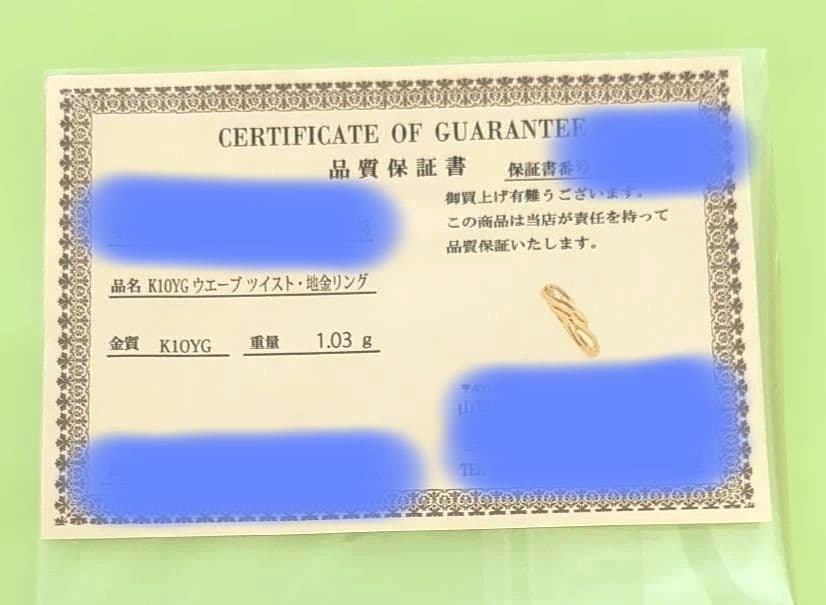 CERTIFICATE OF GUARANTEE
品質保証書
保証書番号
御買上げ有難うございます。
この商品は当店が責任を持って
品質保証いたします。
品名 K10YG ウエーブ ツイスト・地金リング
金質 K10YG 重量 1.03 g
TEL